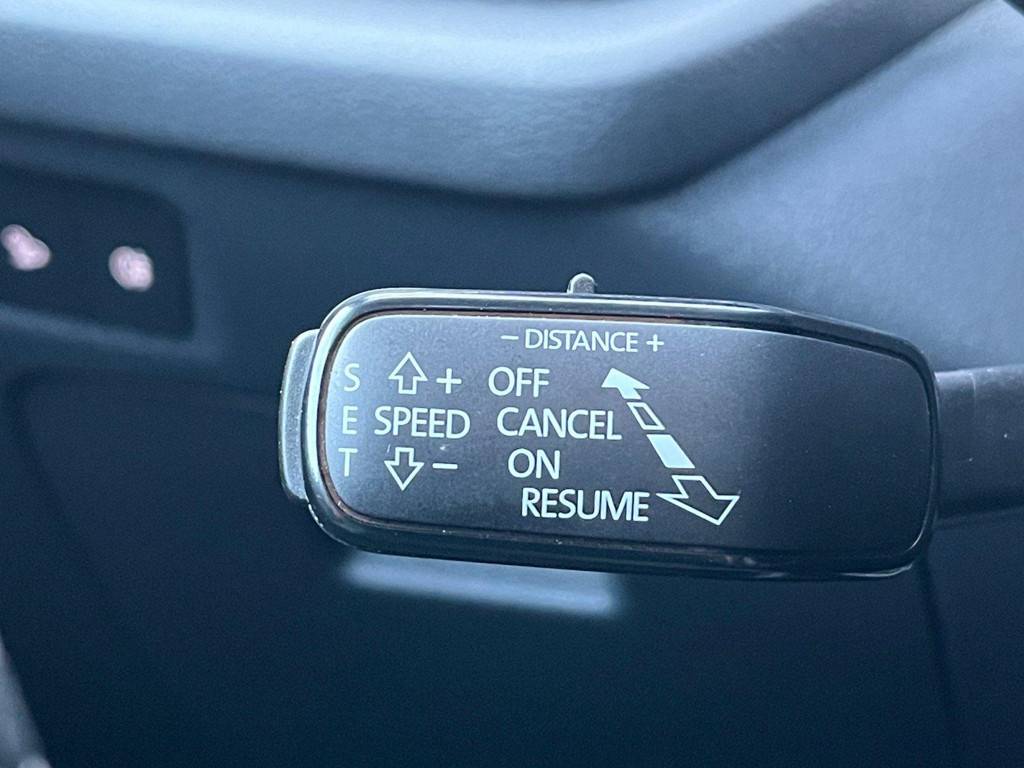 − DISTANCE +
S + OFF
E SPEED CANCEL
T − ON
RESUME